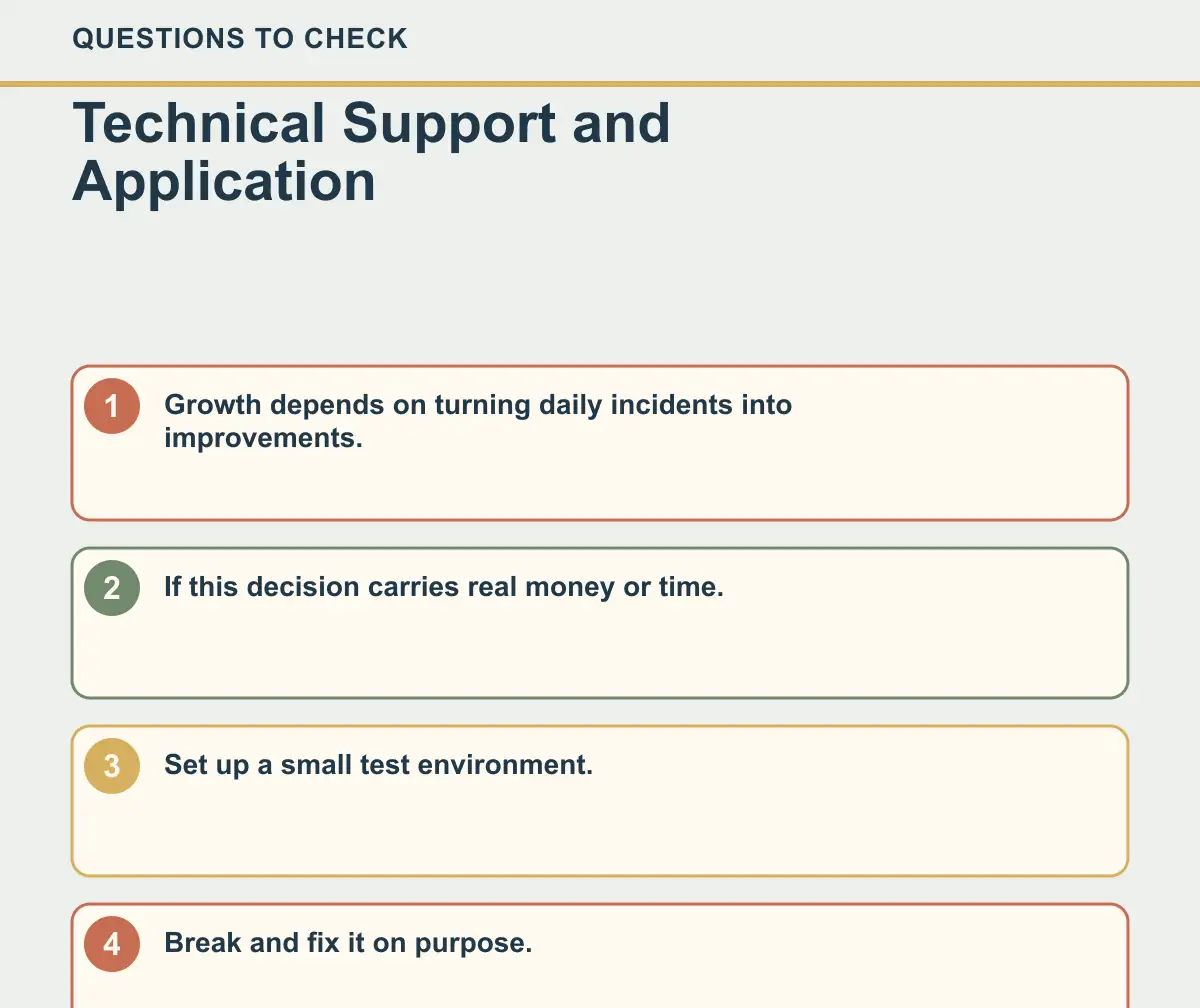 QUESTIONS TO CHECK
Technical Support and
Application
1
Growth depends on turning daily incidents into
improvements.
2
If this decision carries real money or time.
3
Set up a small test environment.
4
Break and fix it on purpose.